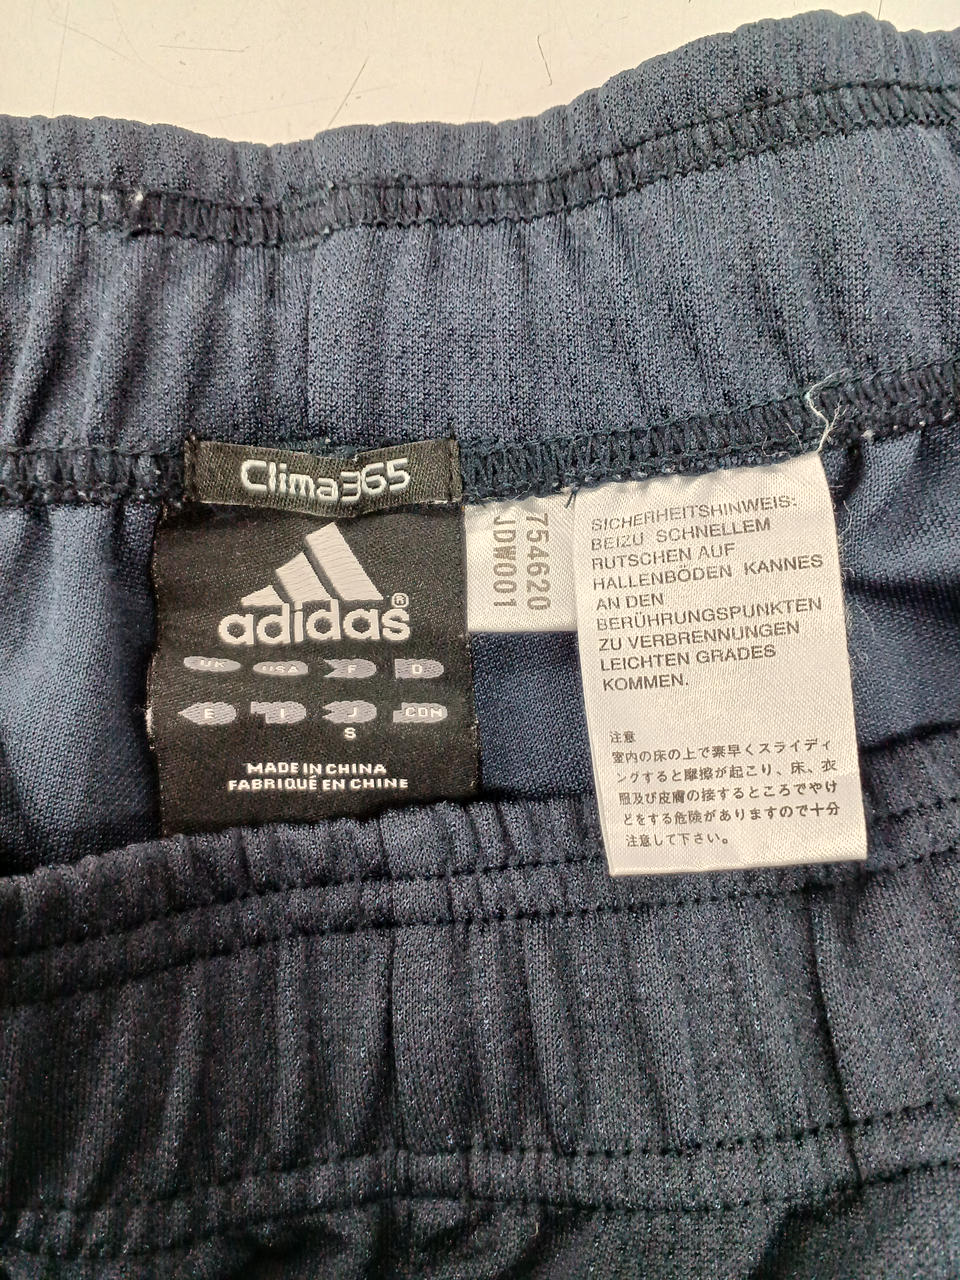 Clima365
adidas®
UK USA F D
E I J CDN
S
MADE IN CHINA
FABRIQUÉ EN CHINE
754620
JDW001
SICHERHEITSHINWEIS:
BEIZU SCHNELLEM
RUTSCHEN AUF
HALLENBÖDEN KANNES
AN DEN
BERÜHRUNGSPUNKTEN
ZU VERBRENNUNGEN
LEICHTEN GRADES
KOMMEN.
注意
室内の床の上で素早くスライディ
ングすると摩擦が起こり、床、衣
服及び皮膚の接するところでやけ
どをする危険がありますので十分
注意して下さい。